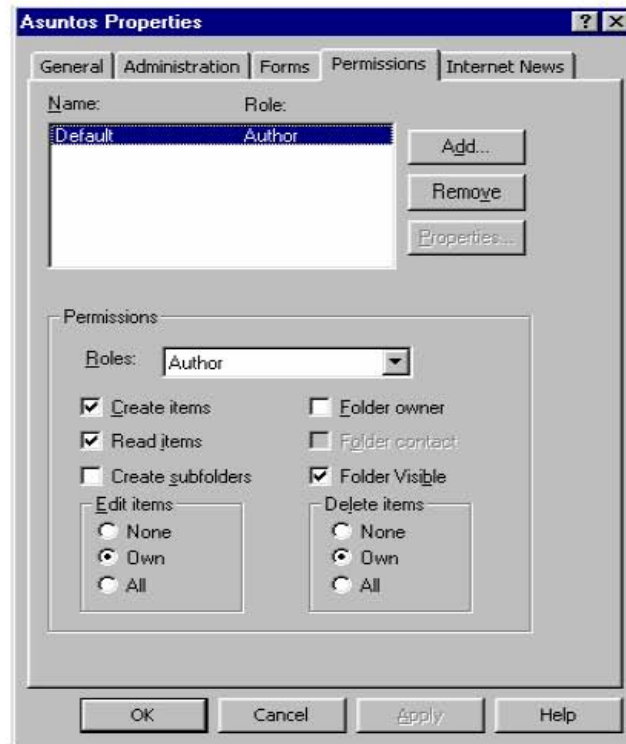 Asuntos Properties
General Administration Forms Permissions Internet News
Name: Role:
Default Author
Add...
Remove
Properties...
Permissions
Roles: Author
Create items Folder owner
Read items Folder contact
Create subfolders Folder Visible
Edit items Delete items
None None
Own Own
All All
OK Cancel Apply Help